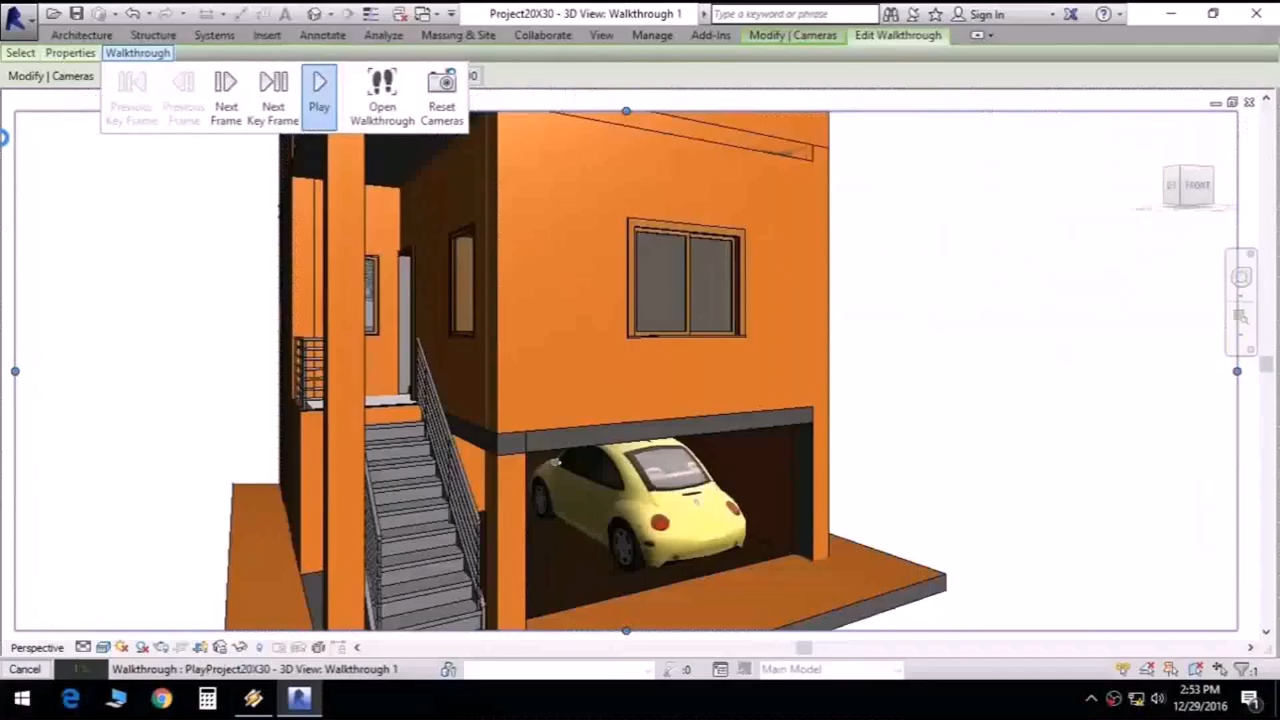 Project20X30 - 3D View: Walkthrough 1
Type a keyword or phrase
Sign In
Architecture Structure Systems Insert Annotate Analyze Massing & Site Collaborate View Manage Add-Ins Modify | Cameras Edit Walkthrough
Select Properties Walkthrough
Modify | Cameras
Previous Key Frame
Previous Frame
Next Frame
Next Key Frame
Play
Open Walkthrough
Reset Cameras
FRONT
Perspective
Cancel 1% Walkthrough : PlayProject20X30 - 3D View: Walkthrough 1 :0 Main Model :1
2:53 PM
12/29/2016